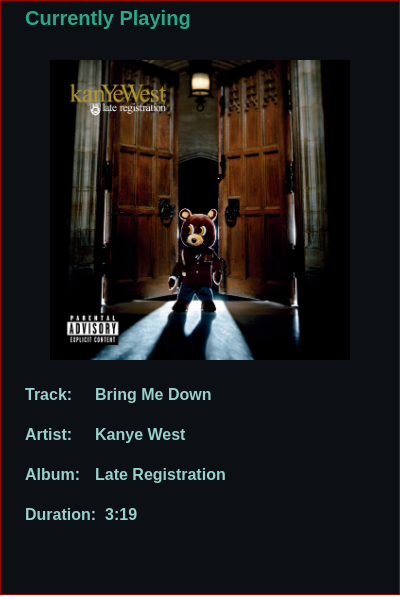 Currently Playing
kanYeWest
late registration
PARENTAL
ADVISORY
EXPLICIT CONTENT
Track: Bring Me Down
Artist: Kanye West
Album: Late Registration
Duration: 3:19